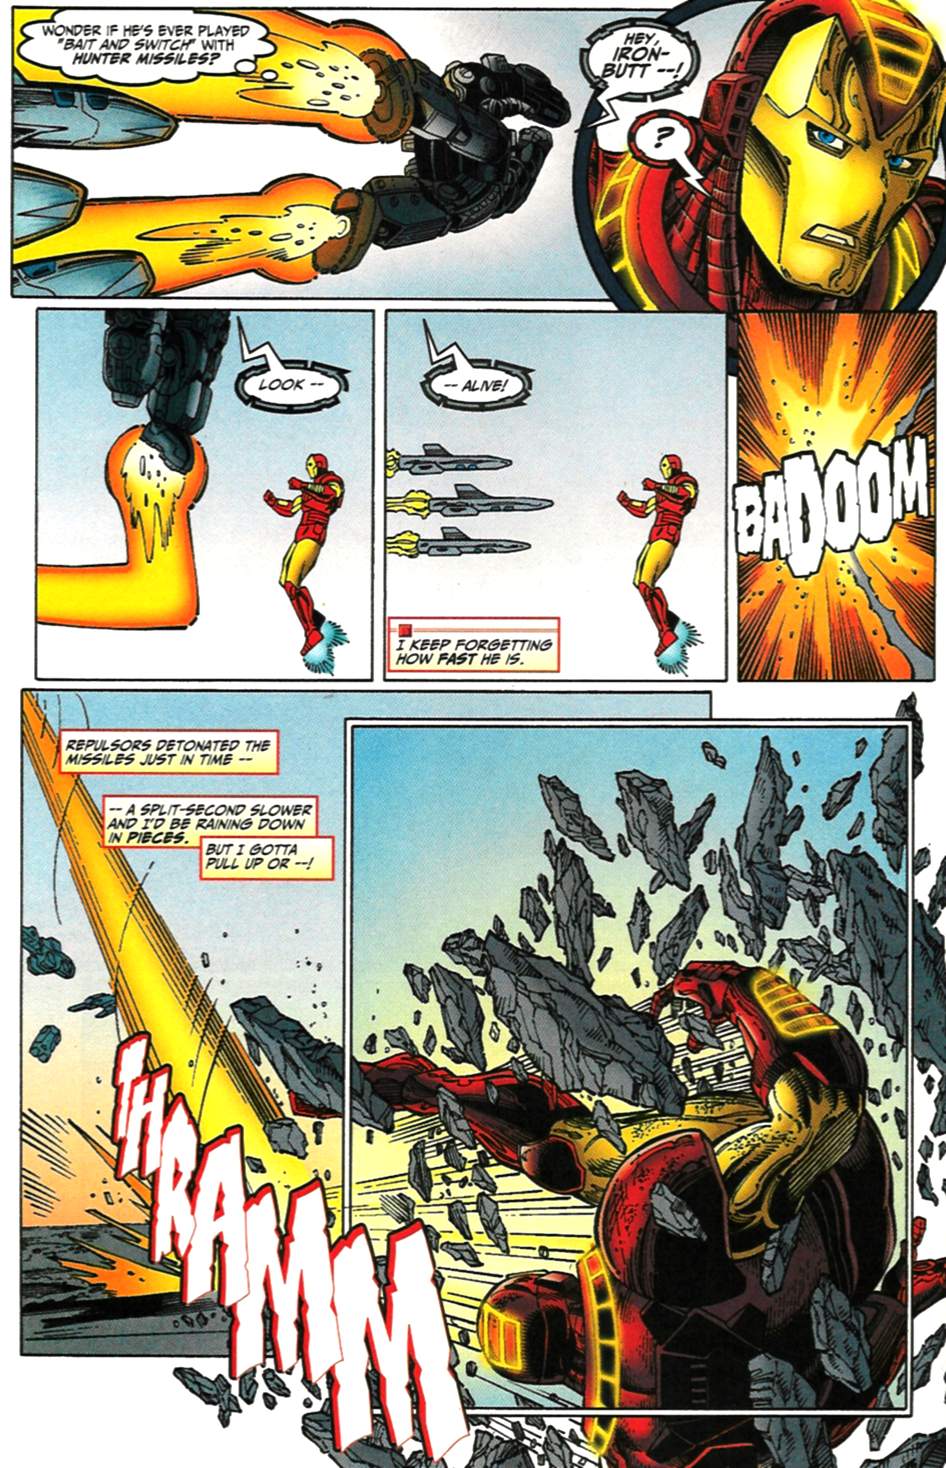 WONDER IF HE'S EVER PLAYED
"BAIT AND SWITCH" WITH
HUNTER MISSILES?
HEY,
IRON-
BUTT --!
?
LOOK --
-- ALIVE!
I KEEP FORGETTING
HOW FAST HE IS.
BADOOM
REPULSORS DETONATED THE
MISSILES JUST IN TIME --
-- A SPLIT-SECOND SLOWER
AND I'D BE RAINING DOWN
IN PIECES.
BUT I GOTTA
PULL UP OR --!
THRAMM